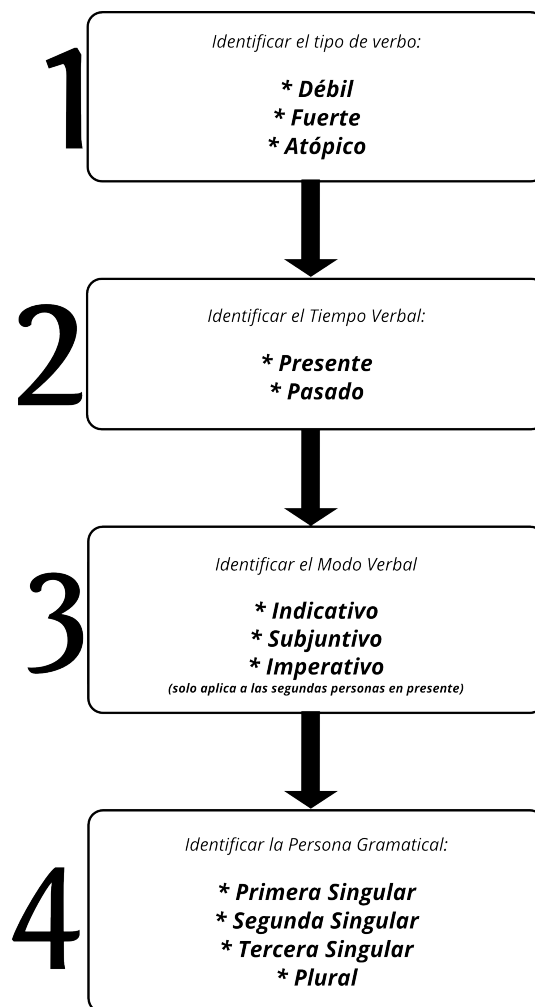 1
Identificar el tipo de verbo:
* Débil
* Fuerte
* Atópico
2
Identificar el Tiempo Verbal:
* Presente
* Pasado
3
Identificar el Modo Verbal
* Indicativo
* Subjuntivo
* Imperativo
(solo aplica a las segundas personas en presente)
4
Identificar la Persona Gramatical:
* Primera Singular
* Segunda Singular
* Tercera Singular
* Plural